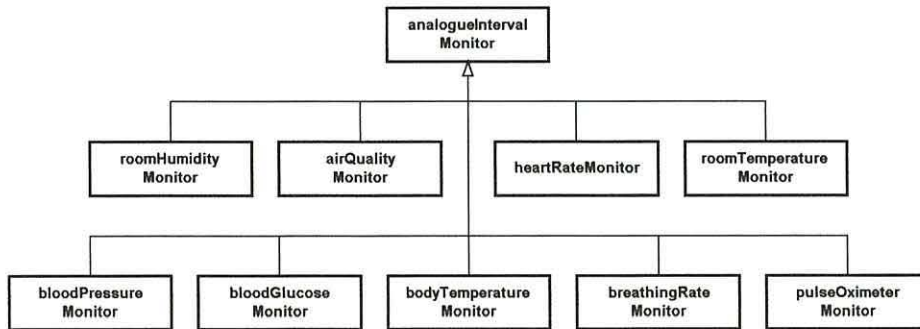 analogueInterval
Monitor
roomHumidity
Monitor
airQuality
Monitor
heartRateMonitor
roomTemperature
Monitor
bloodPressure
Monitor
bloodGlucose
Monitor
bodyTemperature
Monitor
breathingRate
Monitor
pulseOximeter
Monitor